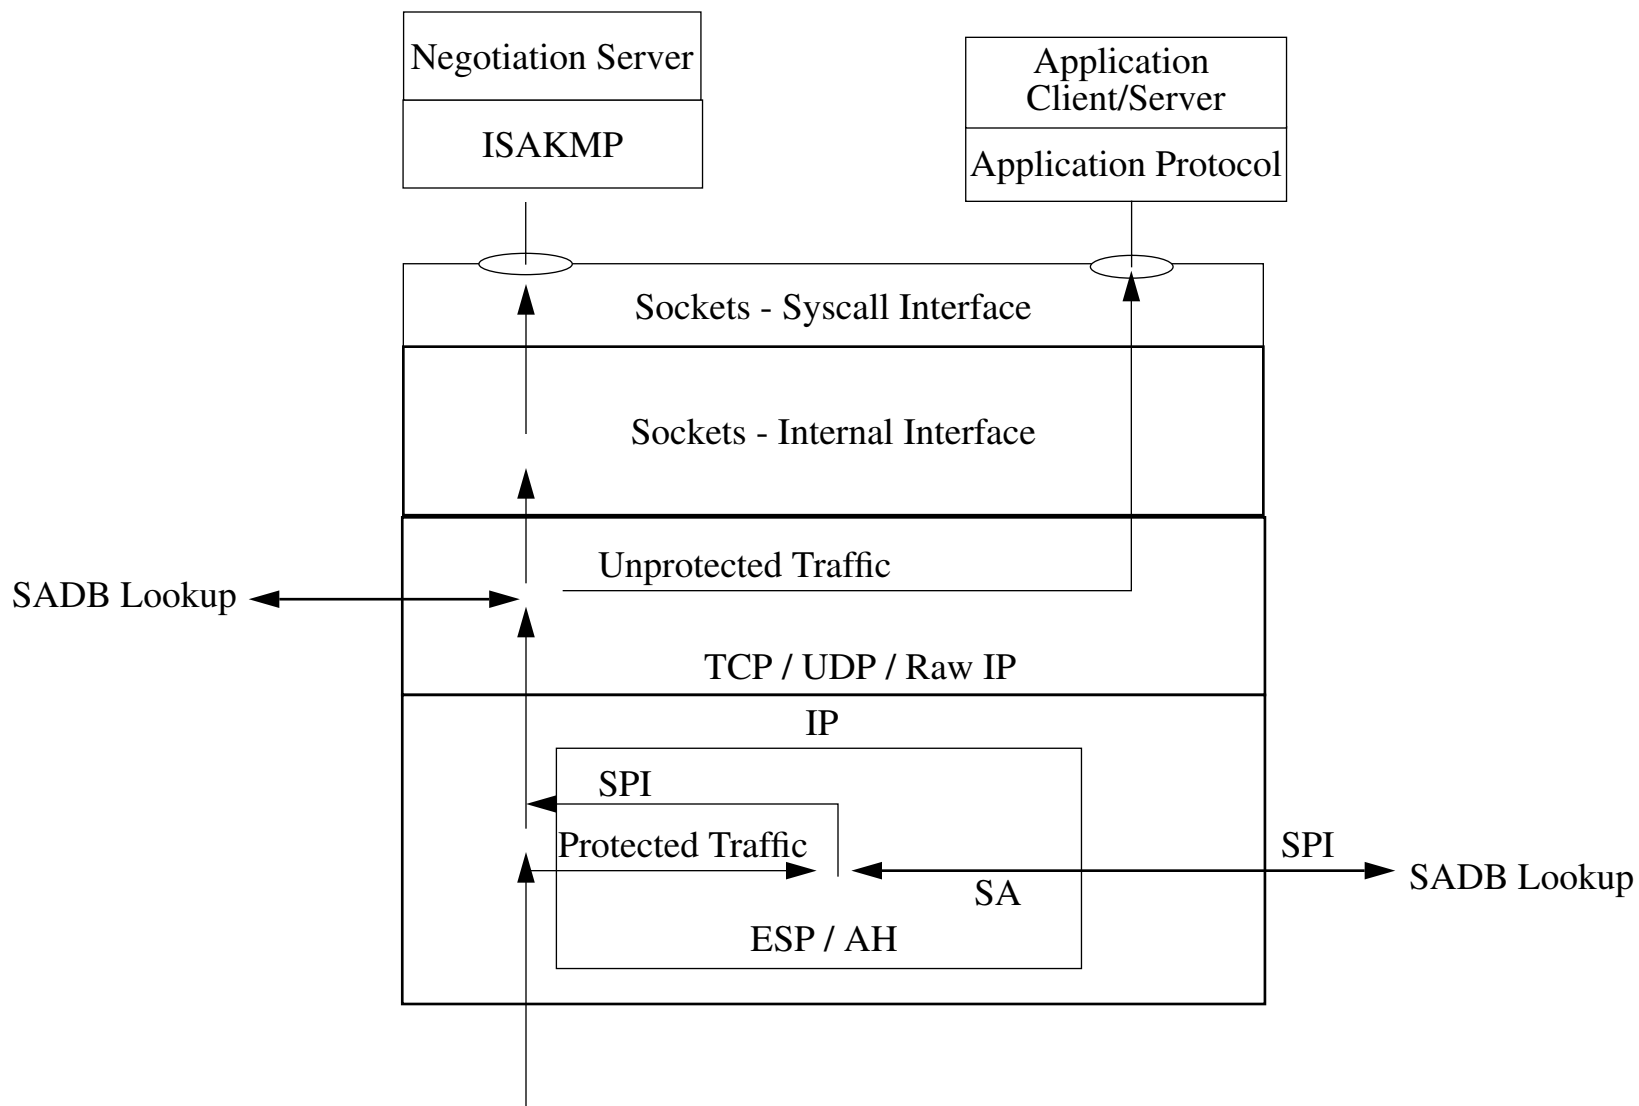 Negotiation Server
ISAKMP
Application
Client/Server
Application Protocol
Sockets - Syscall Interface
Sockets - Internal Interface
Unprotected Traffic
SADB Lookup
TCP / UDP / Raw IP
IP
SPI
Protected Traffic
SPI
SADB Lookup
SA
ESP / AH